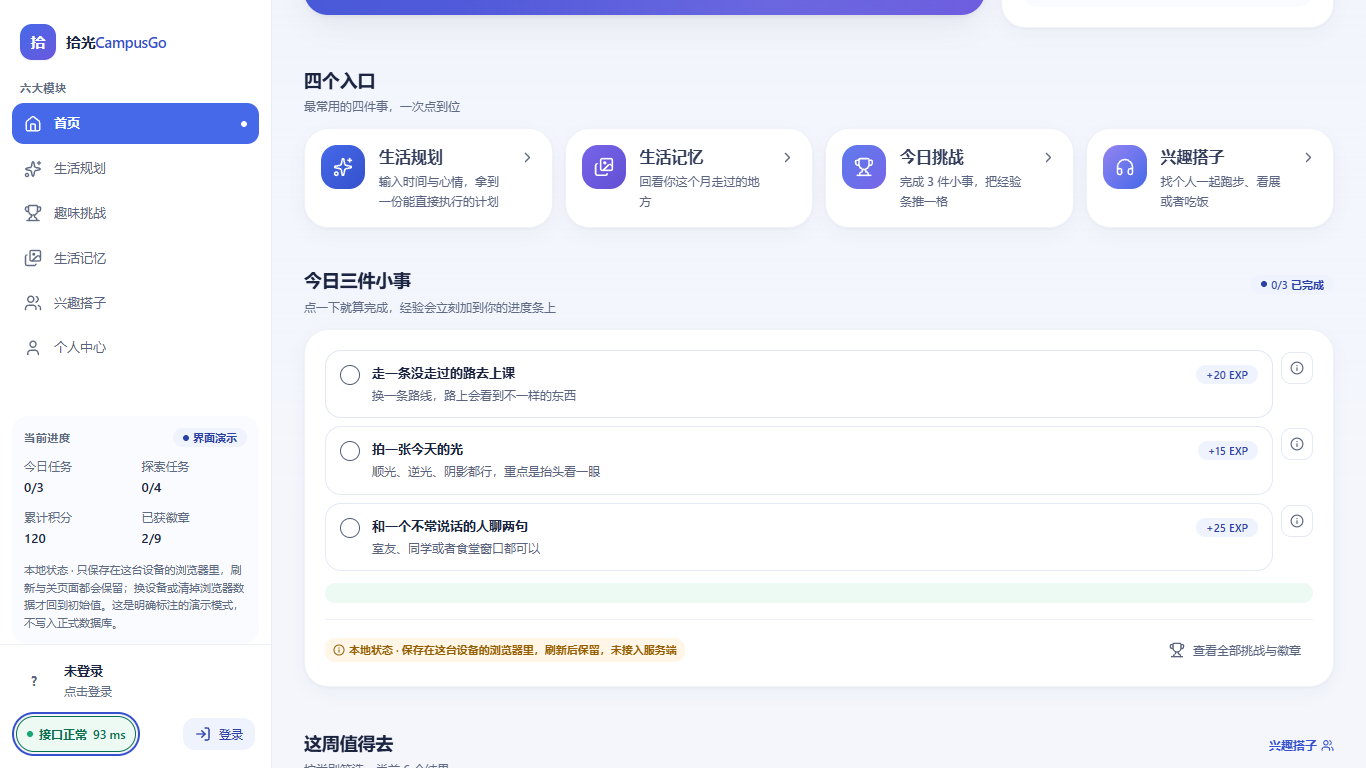 拾 拾光CampusGo
六大模块
首页
生活规划
趣味挑战
生活记忆
兴趣搭子
个人中心
当前进度 界面演示
今日任务 探索任务
0/3 0/4
累计积分 已获徽章
120 2/9
本地状态 · 只保存在这台设备的浏览器里，刷
新与关页面都会保留；换设备或清掉浏览器数
据才回到初始值。这是明确标注的演示模式，
不写入正式数据库。
? 未登录
点击登录
接口正常 93 ms 登录
四个入口
最常用的四件事，一次点到位
生活规划
输入时间与心情，拿到
一份能直接执行的计划
生活记忆
回看你这个月走过的地
方
今日挑战
完成 3 件小事，把经验
条推一格
兴趣搭子
找个人一起跑步、看展
或者吃饭
今日三件小事
0/3 已完成
点一下就算完成，经验会立刻加到你的进度条上
走一条没走过的路去上课
+20 EXP
换一条路线，路上会看到不一样的东西
拍一张今天的光
+15 EXP
顺光、逆光、阴影都行，重点是抬头看一眼
和一个不常说话的人聊两句
+25 EXP
室友、同学或者食堂窗口都可以
本地状态 · 保存在这台设备的浏览器里，刷新后保留，未接入服务端
查看全部挑战与徽章
这周值得去
兴趣搭子